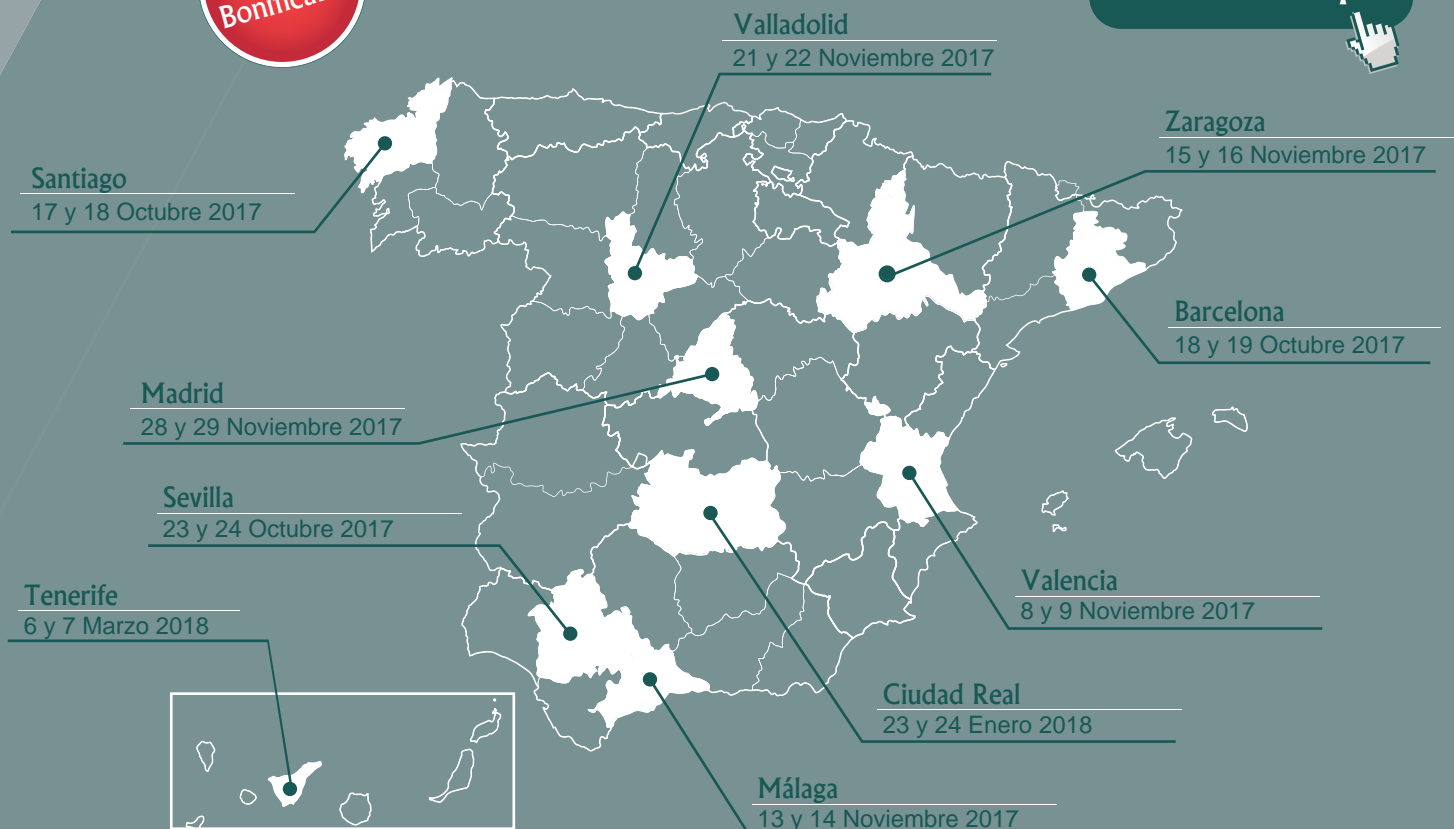 Valladolid
21 y 22 Noviembre 2017
Zaragoza
15 y 16 Noviembre 2017
Santiago
17 y 18 Octubre 2017
Barcelona
18 y 19 Octubre 2017
Madrid
28 y 29 Noviembre 2017
Sevilla
23 y 24 Octubre 2017
Valencia
8 y 9 Noviembre 2017
Tenerife
6 y 7 Marzo 2018
Ciudad Real
23 y 24 Enero 2018
Málaga
13 y 14 Noviembre 2017